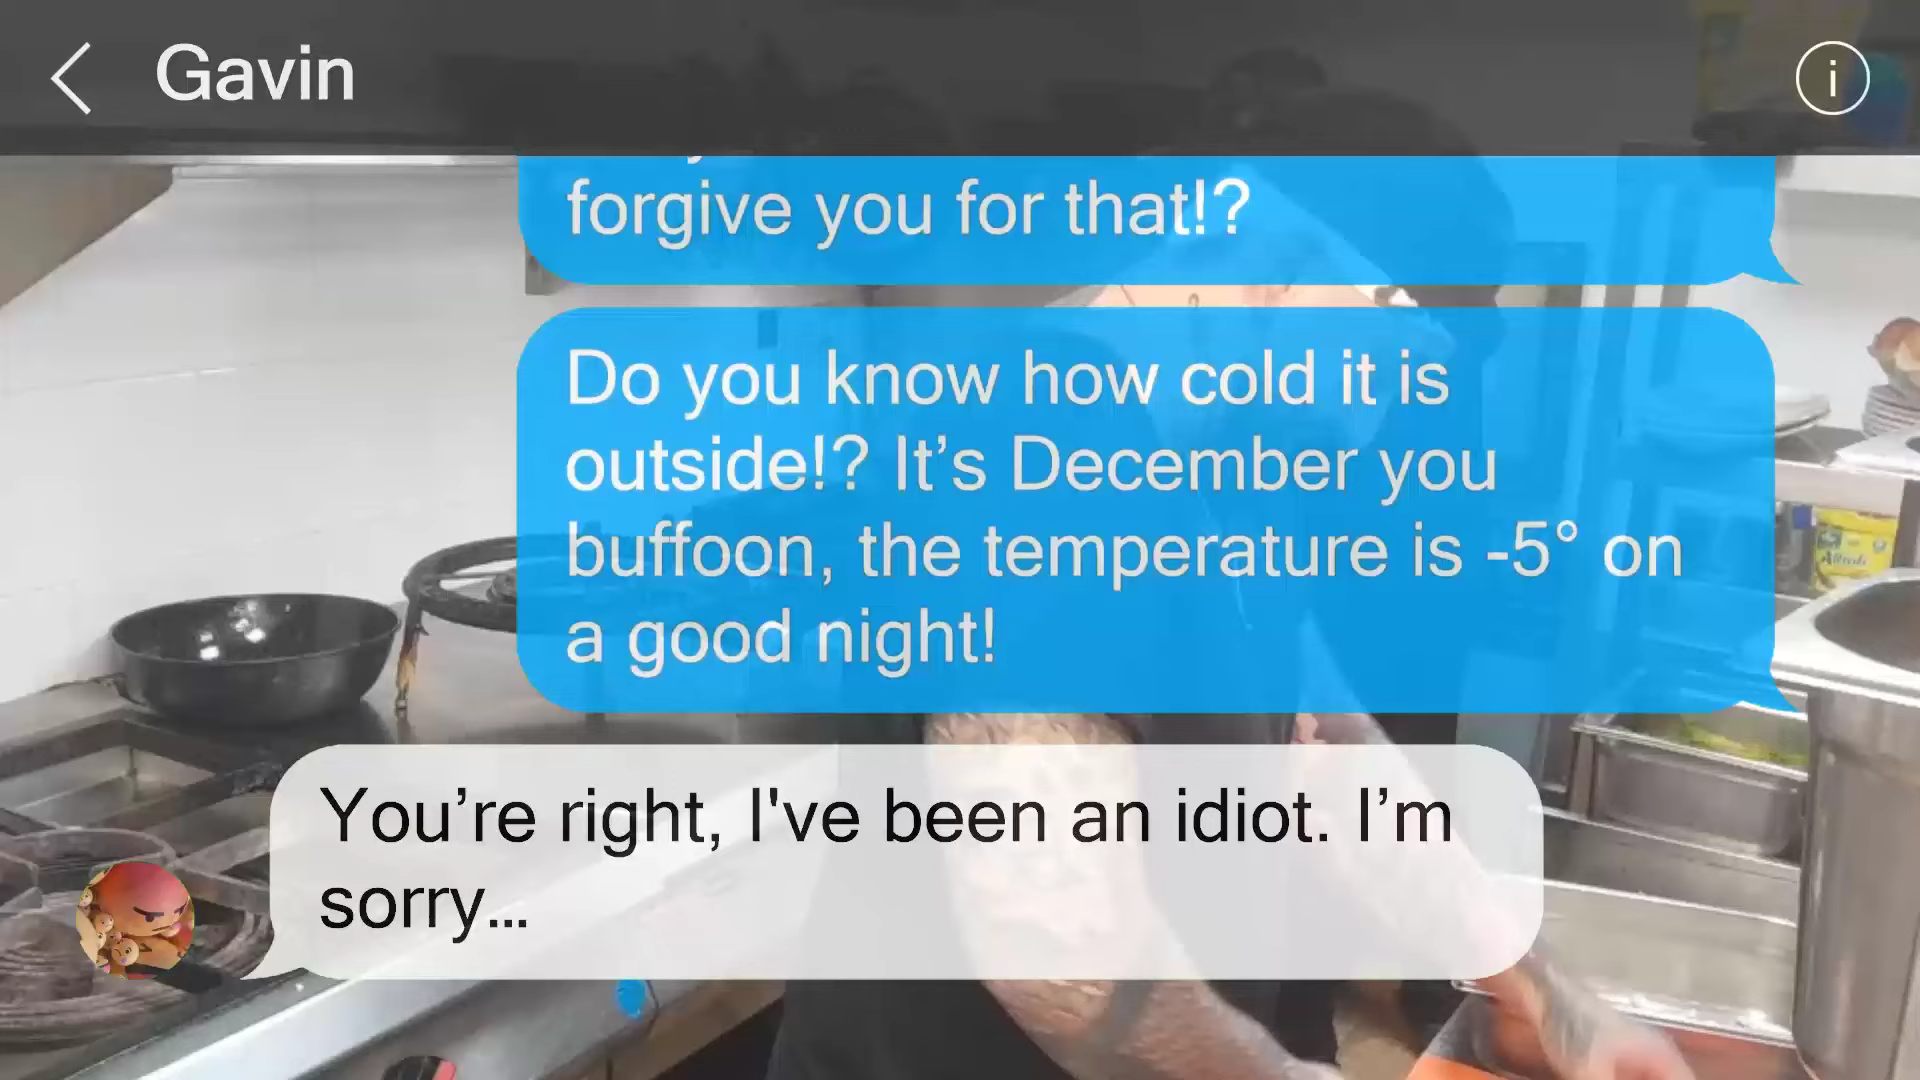 Gavin
forgive you for that!?
Do you know how cold it is
outside!? It’s December you
buffoon, the temperature is -5° on
a good night!
You’re right, I've been an idiot. I’m
sorry...